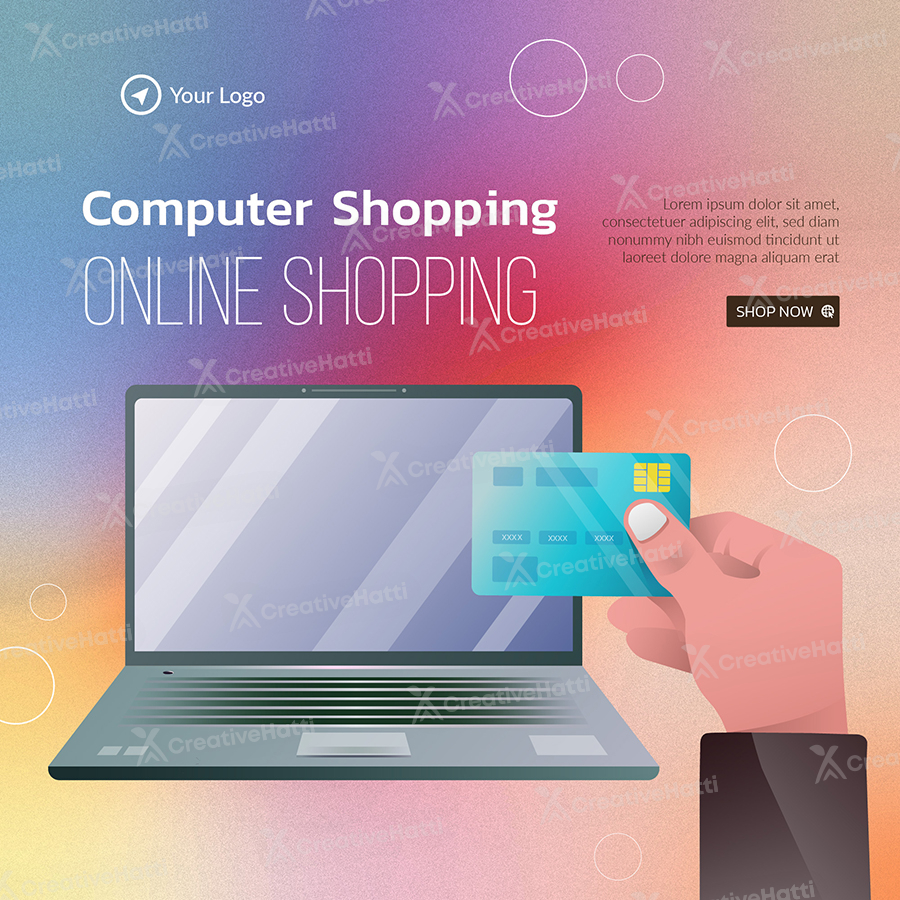 Your Logo
Computer Shopping
ONLINE SHOPPING
Lorem ipsum dolor sit amet,
consectetuer adipiscing elit, sed diam
nonummy nibh euismod tincidunt ut
laoreet dolore magna aliquam erat
SHOP NOW
XXXX XXXX XXXX
CreativeHatti